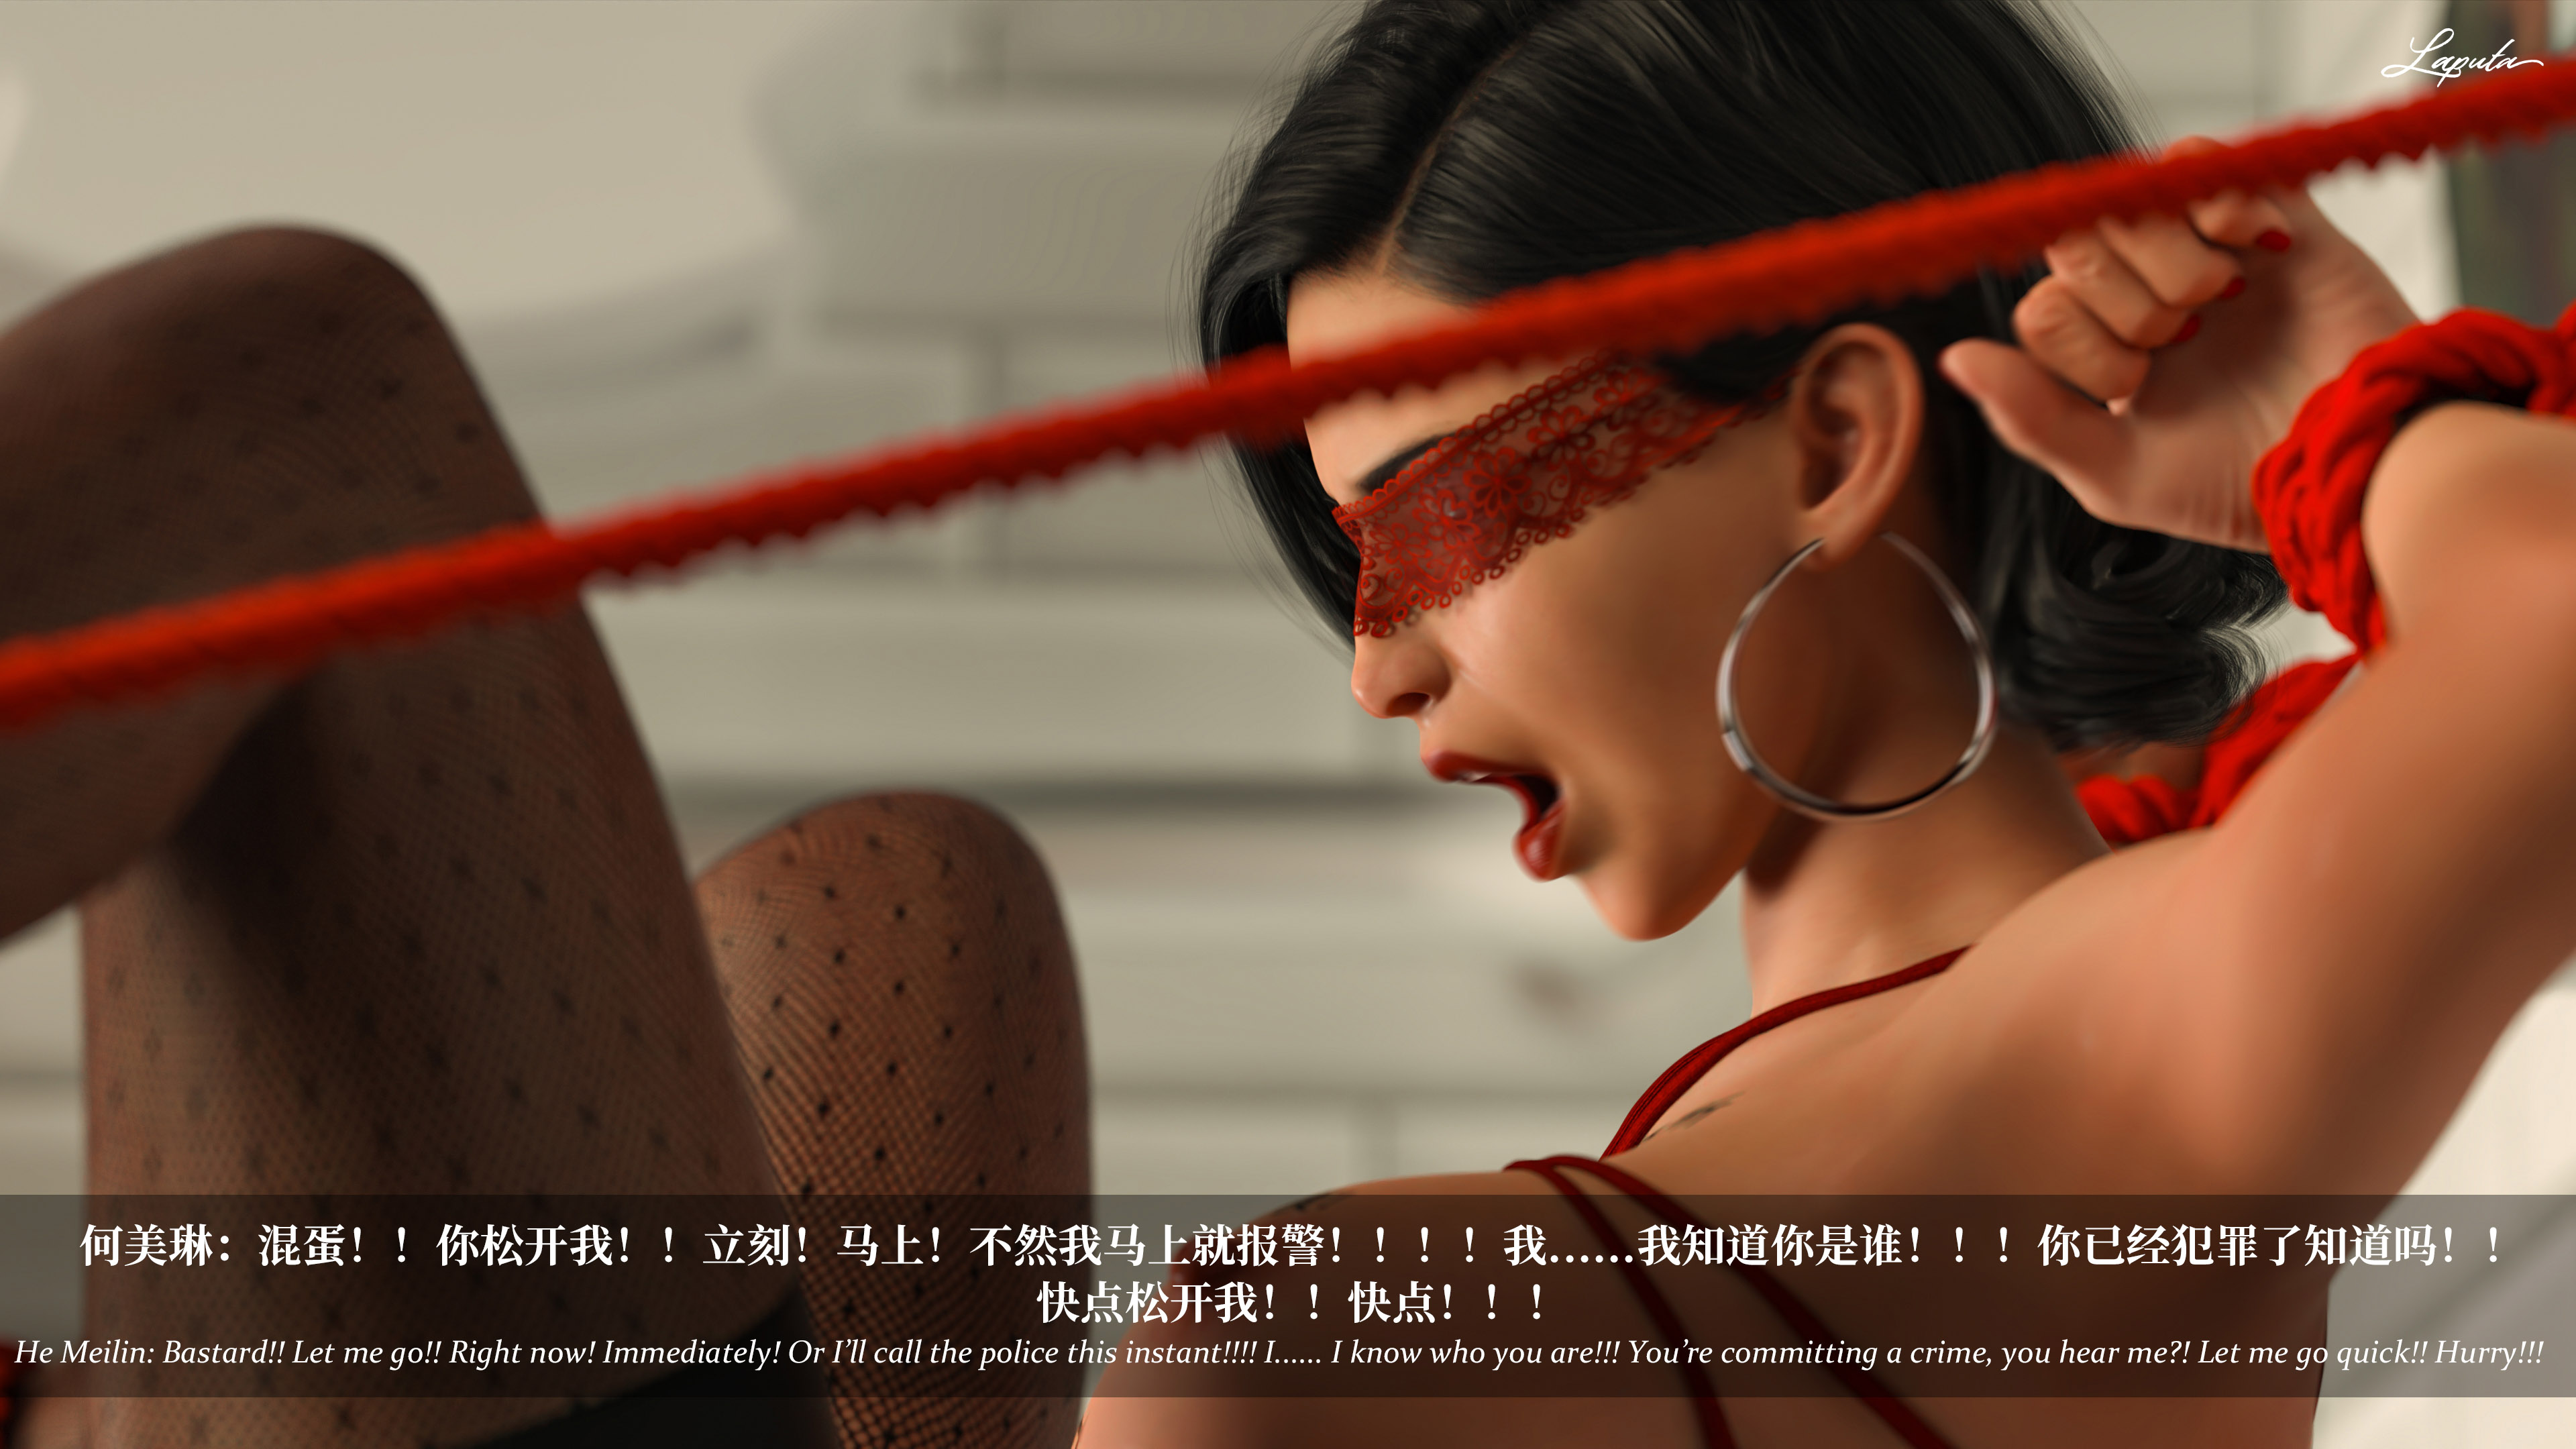 Laputa
何美琳：混蛋！！你松开我！！立刻！马上！不然我马上就报警！！！！我......我知道你是谁！！！你已经犯罪了知道吗！！
快点松开我！！快点！！！
He Meilin: Bastard!! Let me go!! Right now! Immediately! Or I’ll call the police this instant!!!! I...... I know who you are!!! You’re committing a crime, you hear me?! Let me go quick!! Hurry!!!